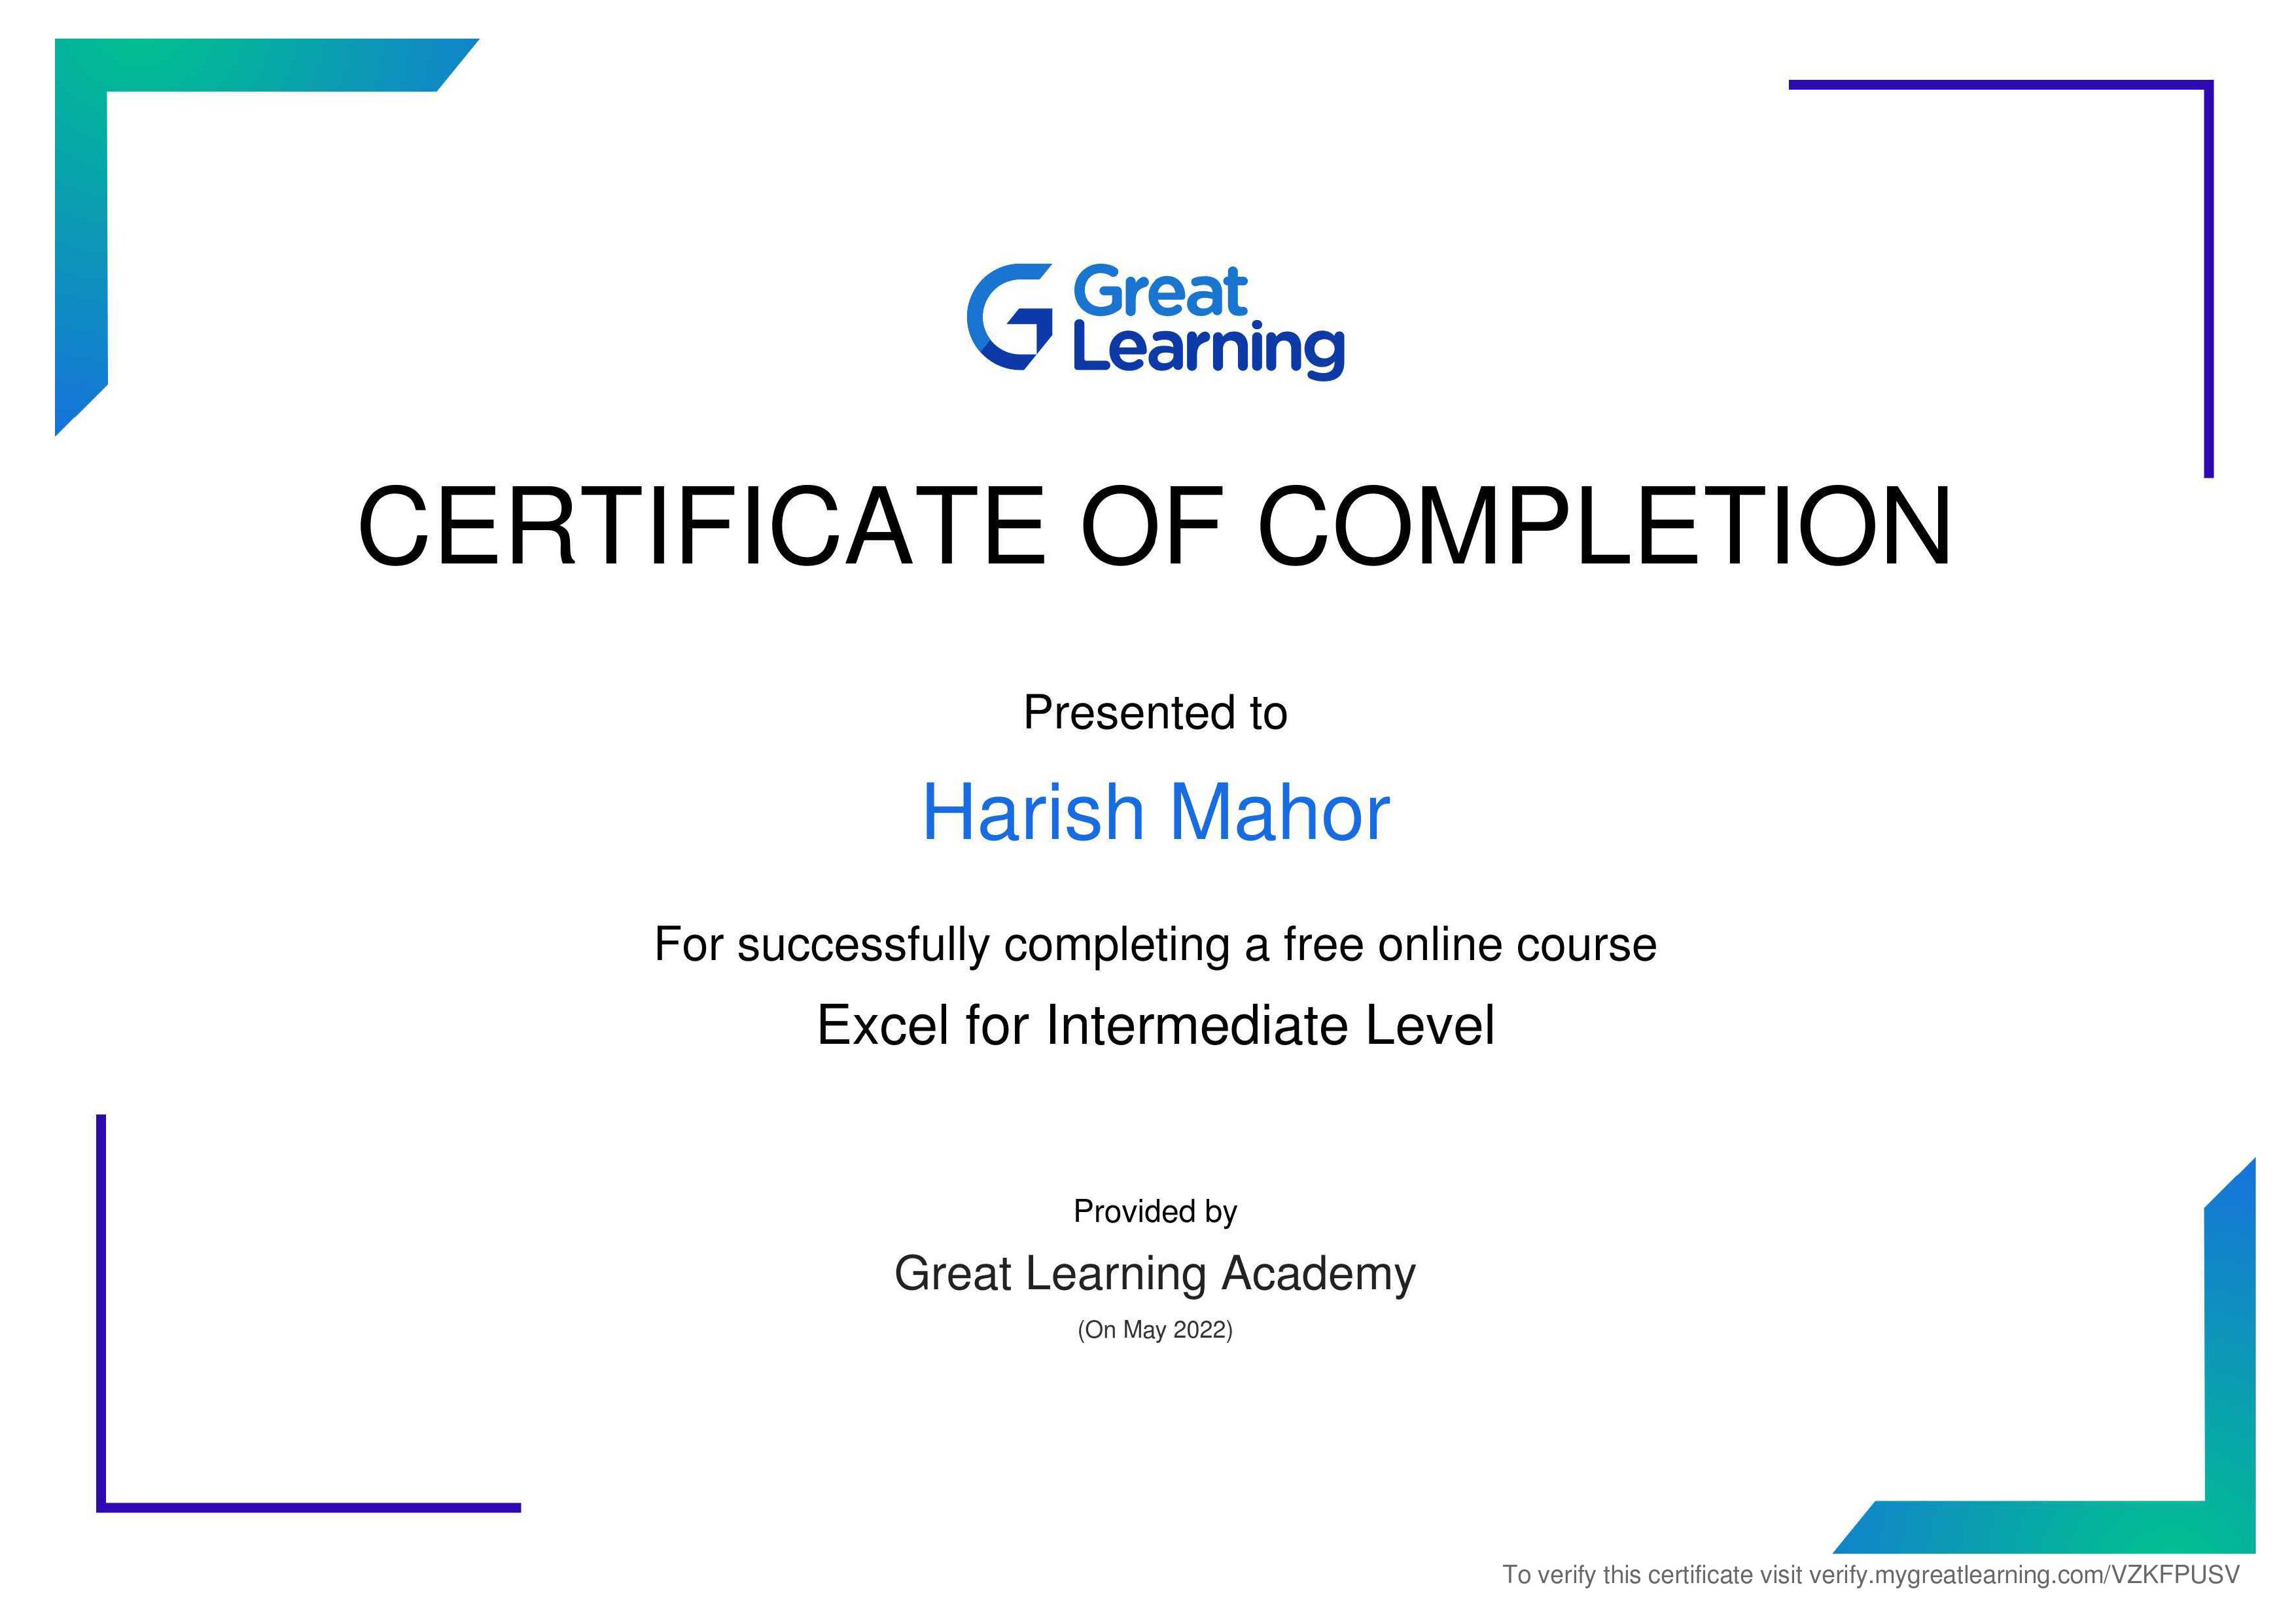 Great
Learning
CERTIFICATE OF COMPLETION
Presented to
Harish Mahor
For successfully completing a free online course
Excel for Intermediate Level
Provided by
Great Learning Academy
(On May 2022)
To verify this certificate visit verify.mygreatlearning.com/VZKFPUSV